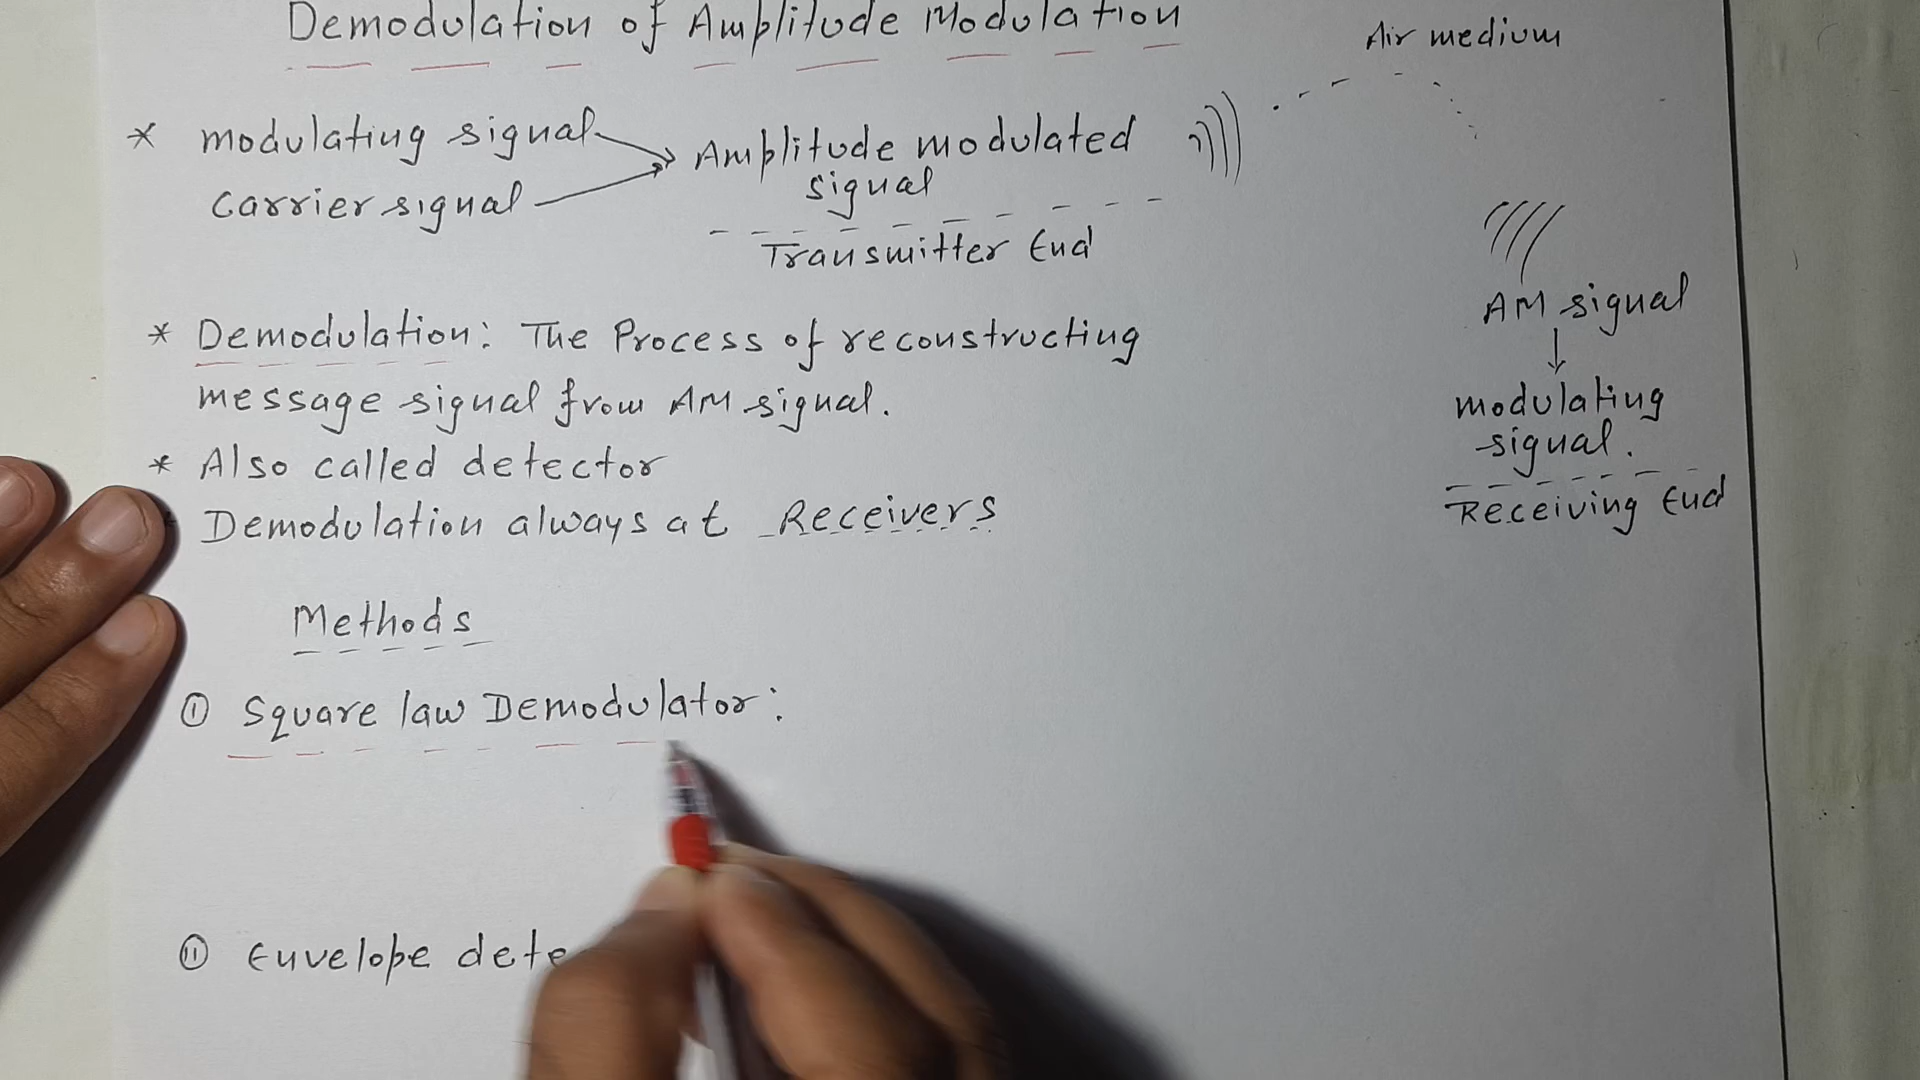 Demodulation of Amplitude Modulation
Air medium
* modulating signal
carrier signal
Amplitude modulated
signal
Transmitter End
AM signal
modulating
signal.
Receiving End
* Demodulation: The Process of reconstructing
message signal from AM signal.
* Also called detector
* Demodulation always at Receivers
Methods
(i) Square law Demodulator:
(ii) Envelope dete